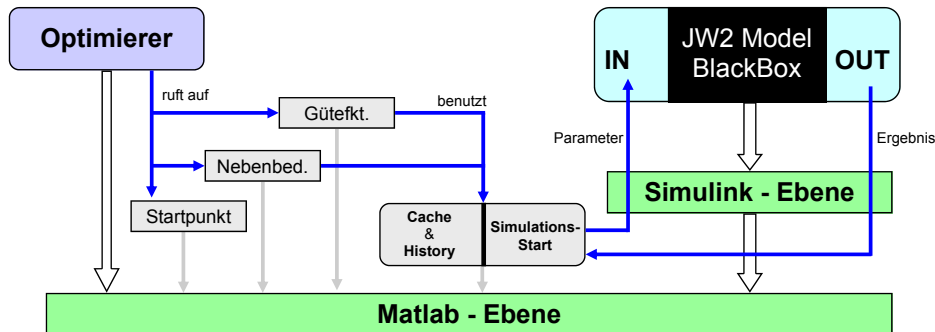 Optimierer
IN
JW2 Model
BlackBox
OUT
ruft auf
Gütefkt.
benutzt
Nebenbed.
Parameter
Ergebnis
Startpunkt
Cache
&
History
Simulations-
Start
Simulink - Ebene
Matlab - Ebene